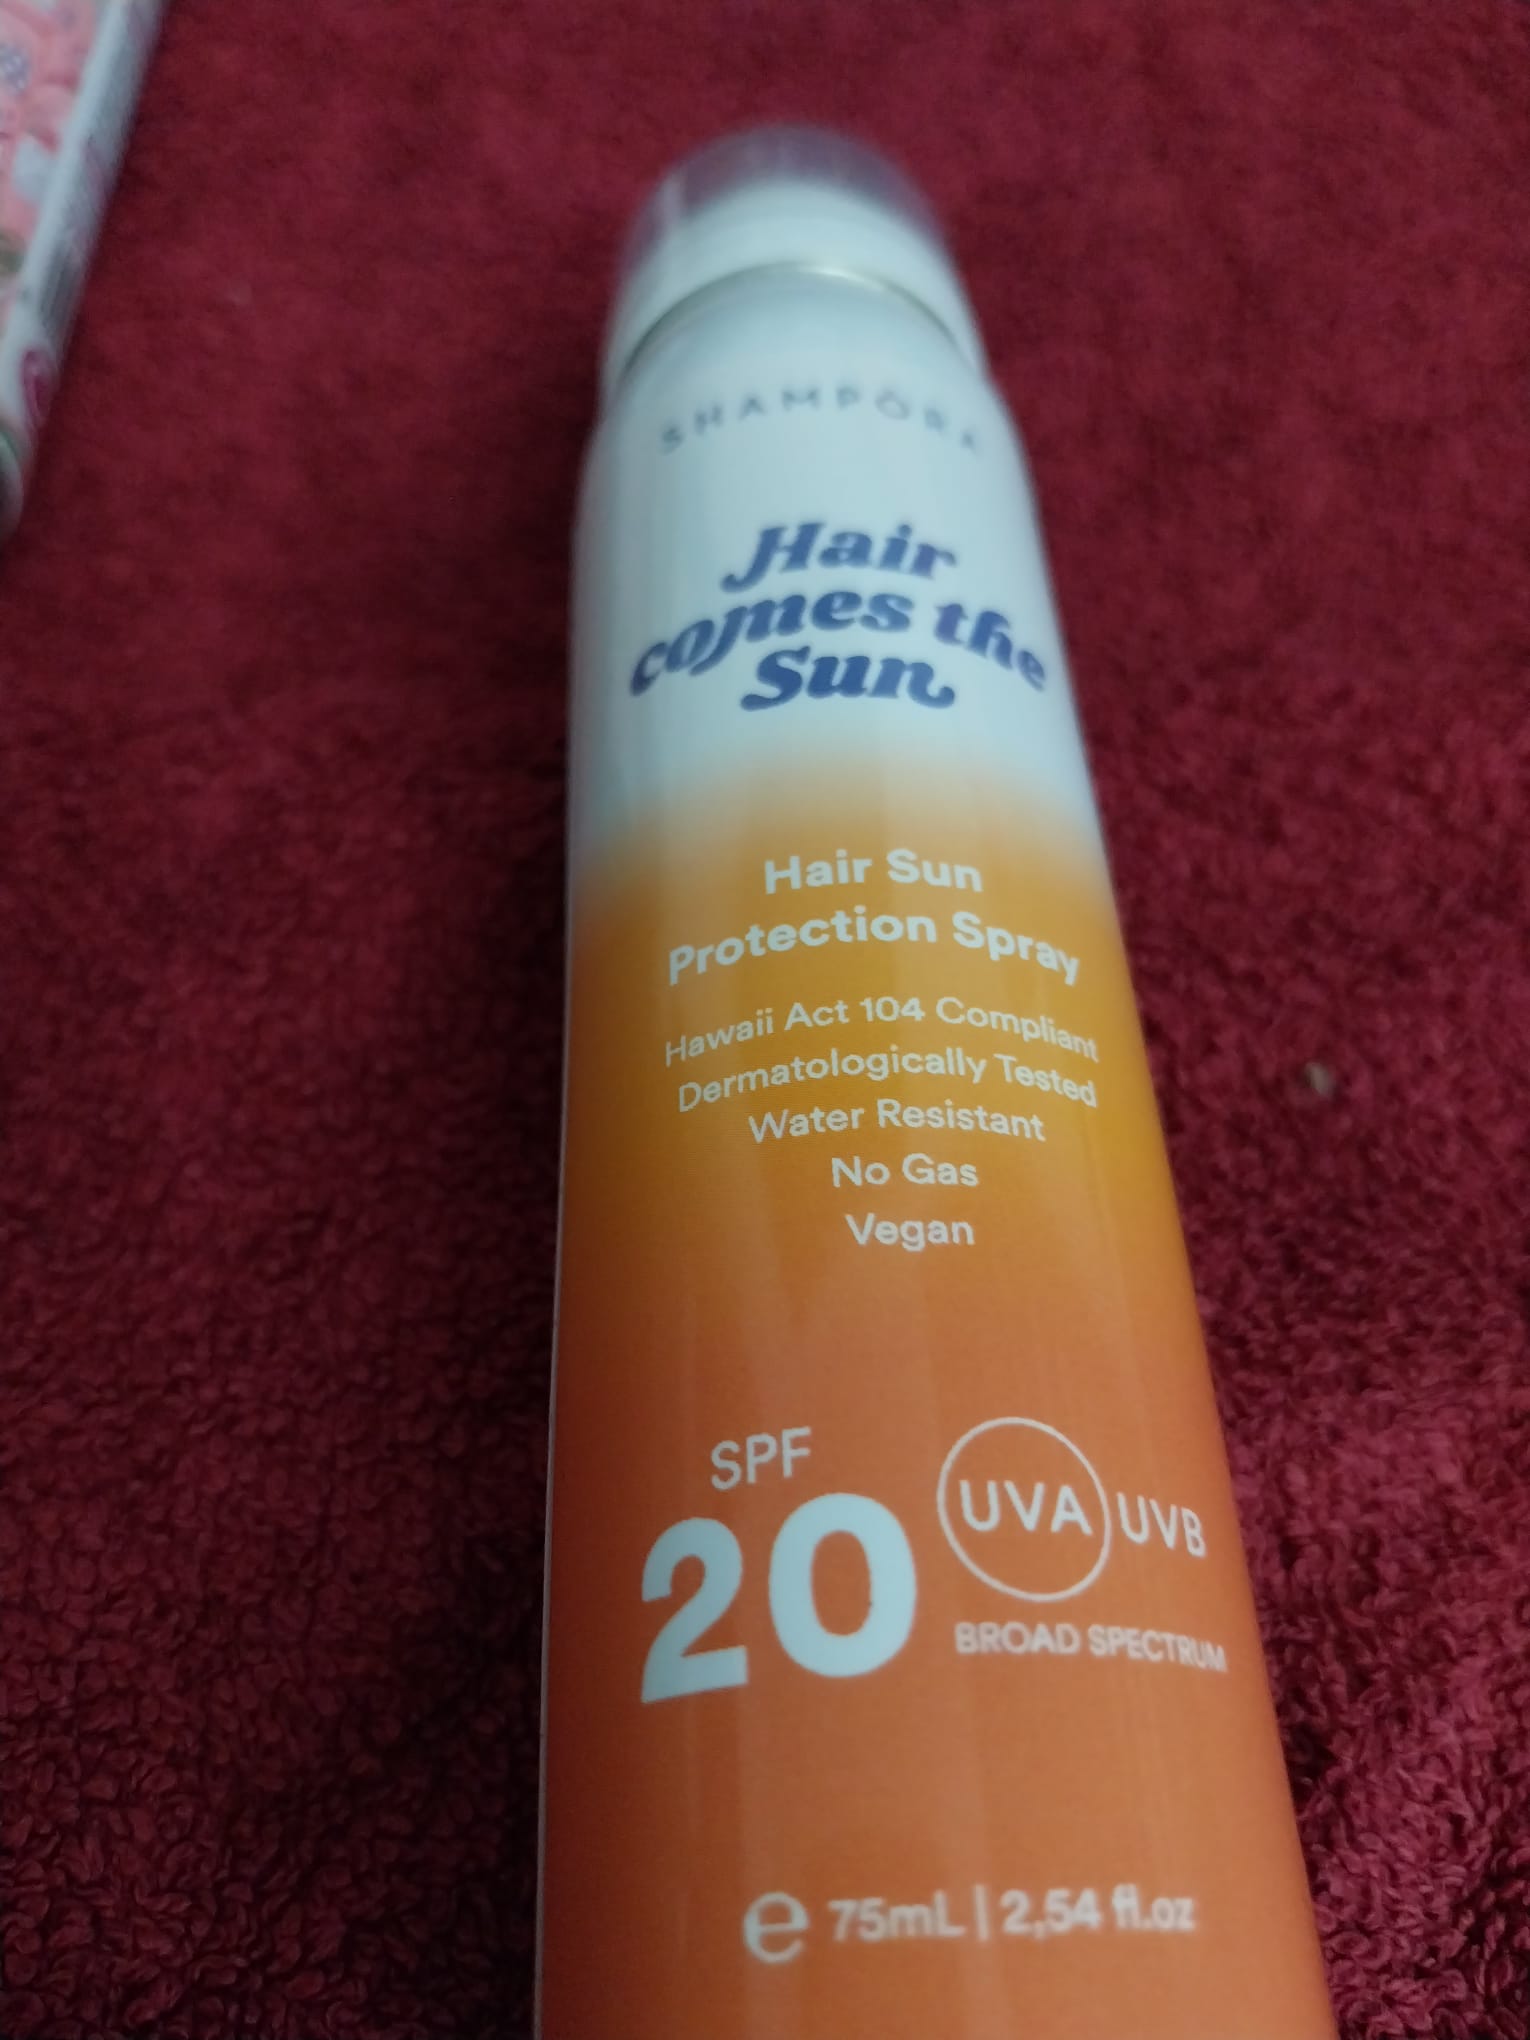 SHAMPORA
Hair
comes the
Sun
Hair Sun
Protection Spray
Hawaii Act 104 Compliant
Dermatologically Tested
Water Resistant
No Gas
Vegan
SPF
20
UVA UVB
BROAD SPECTRUM
e 75mL | 2,54 fl.oz